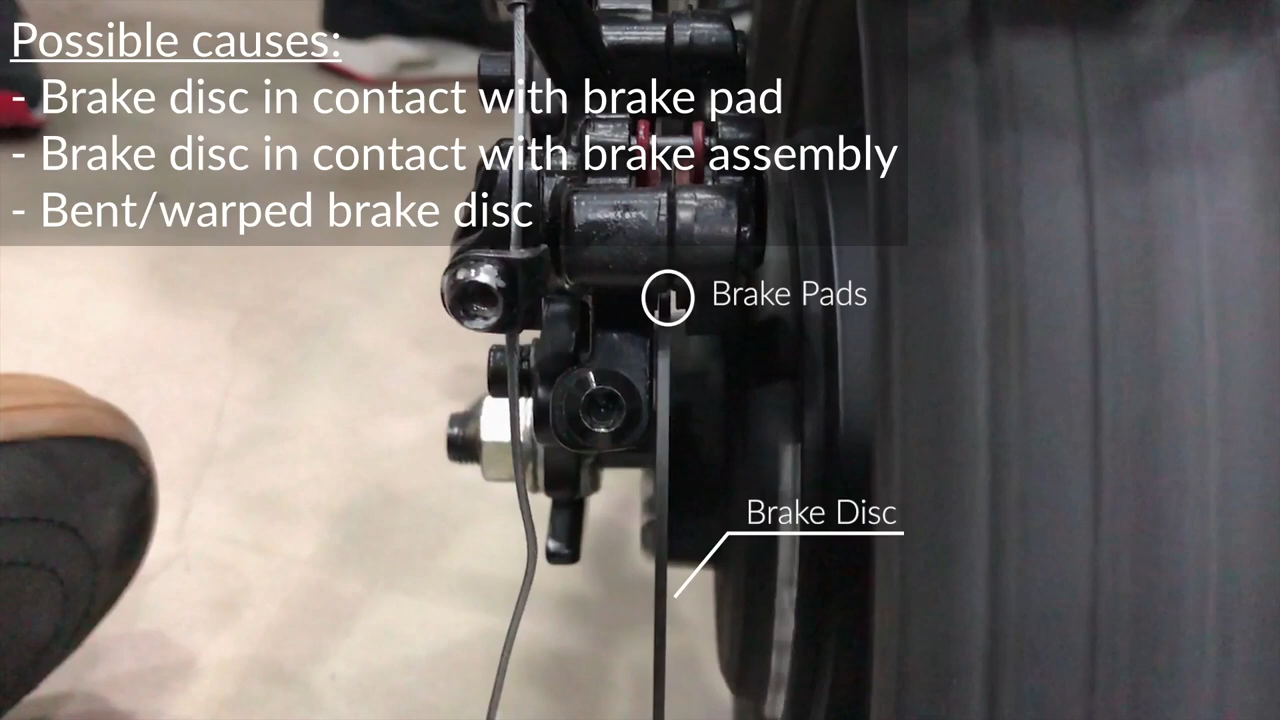 Possible causes:
- Brake disc in contact with brake pad
- Brake disc in contact with brake assembly
- Bent/warped brake disc
Brake Pads
Brake Disc